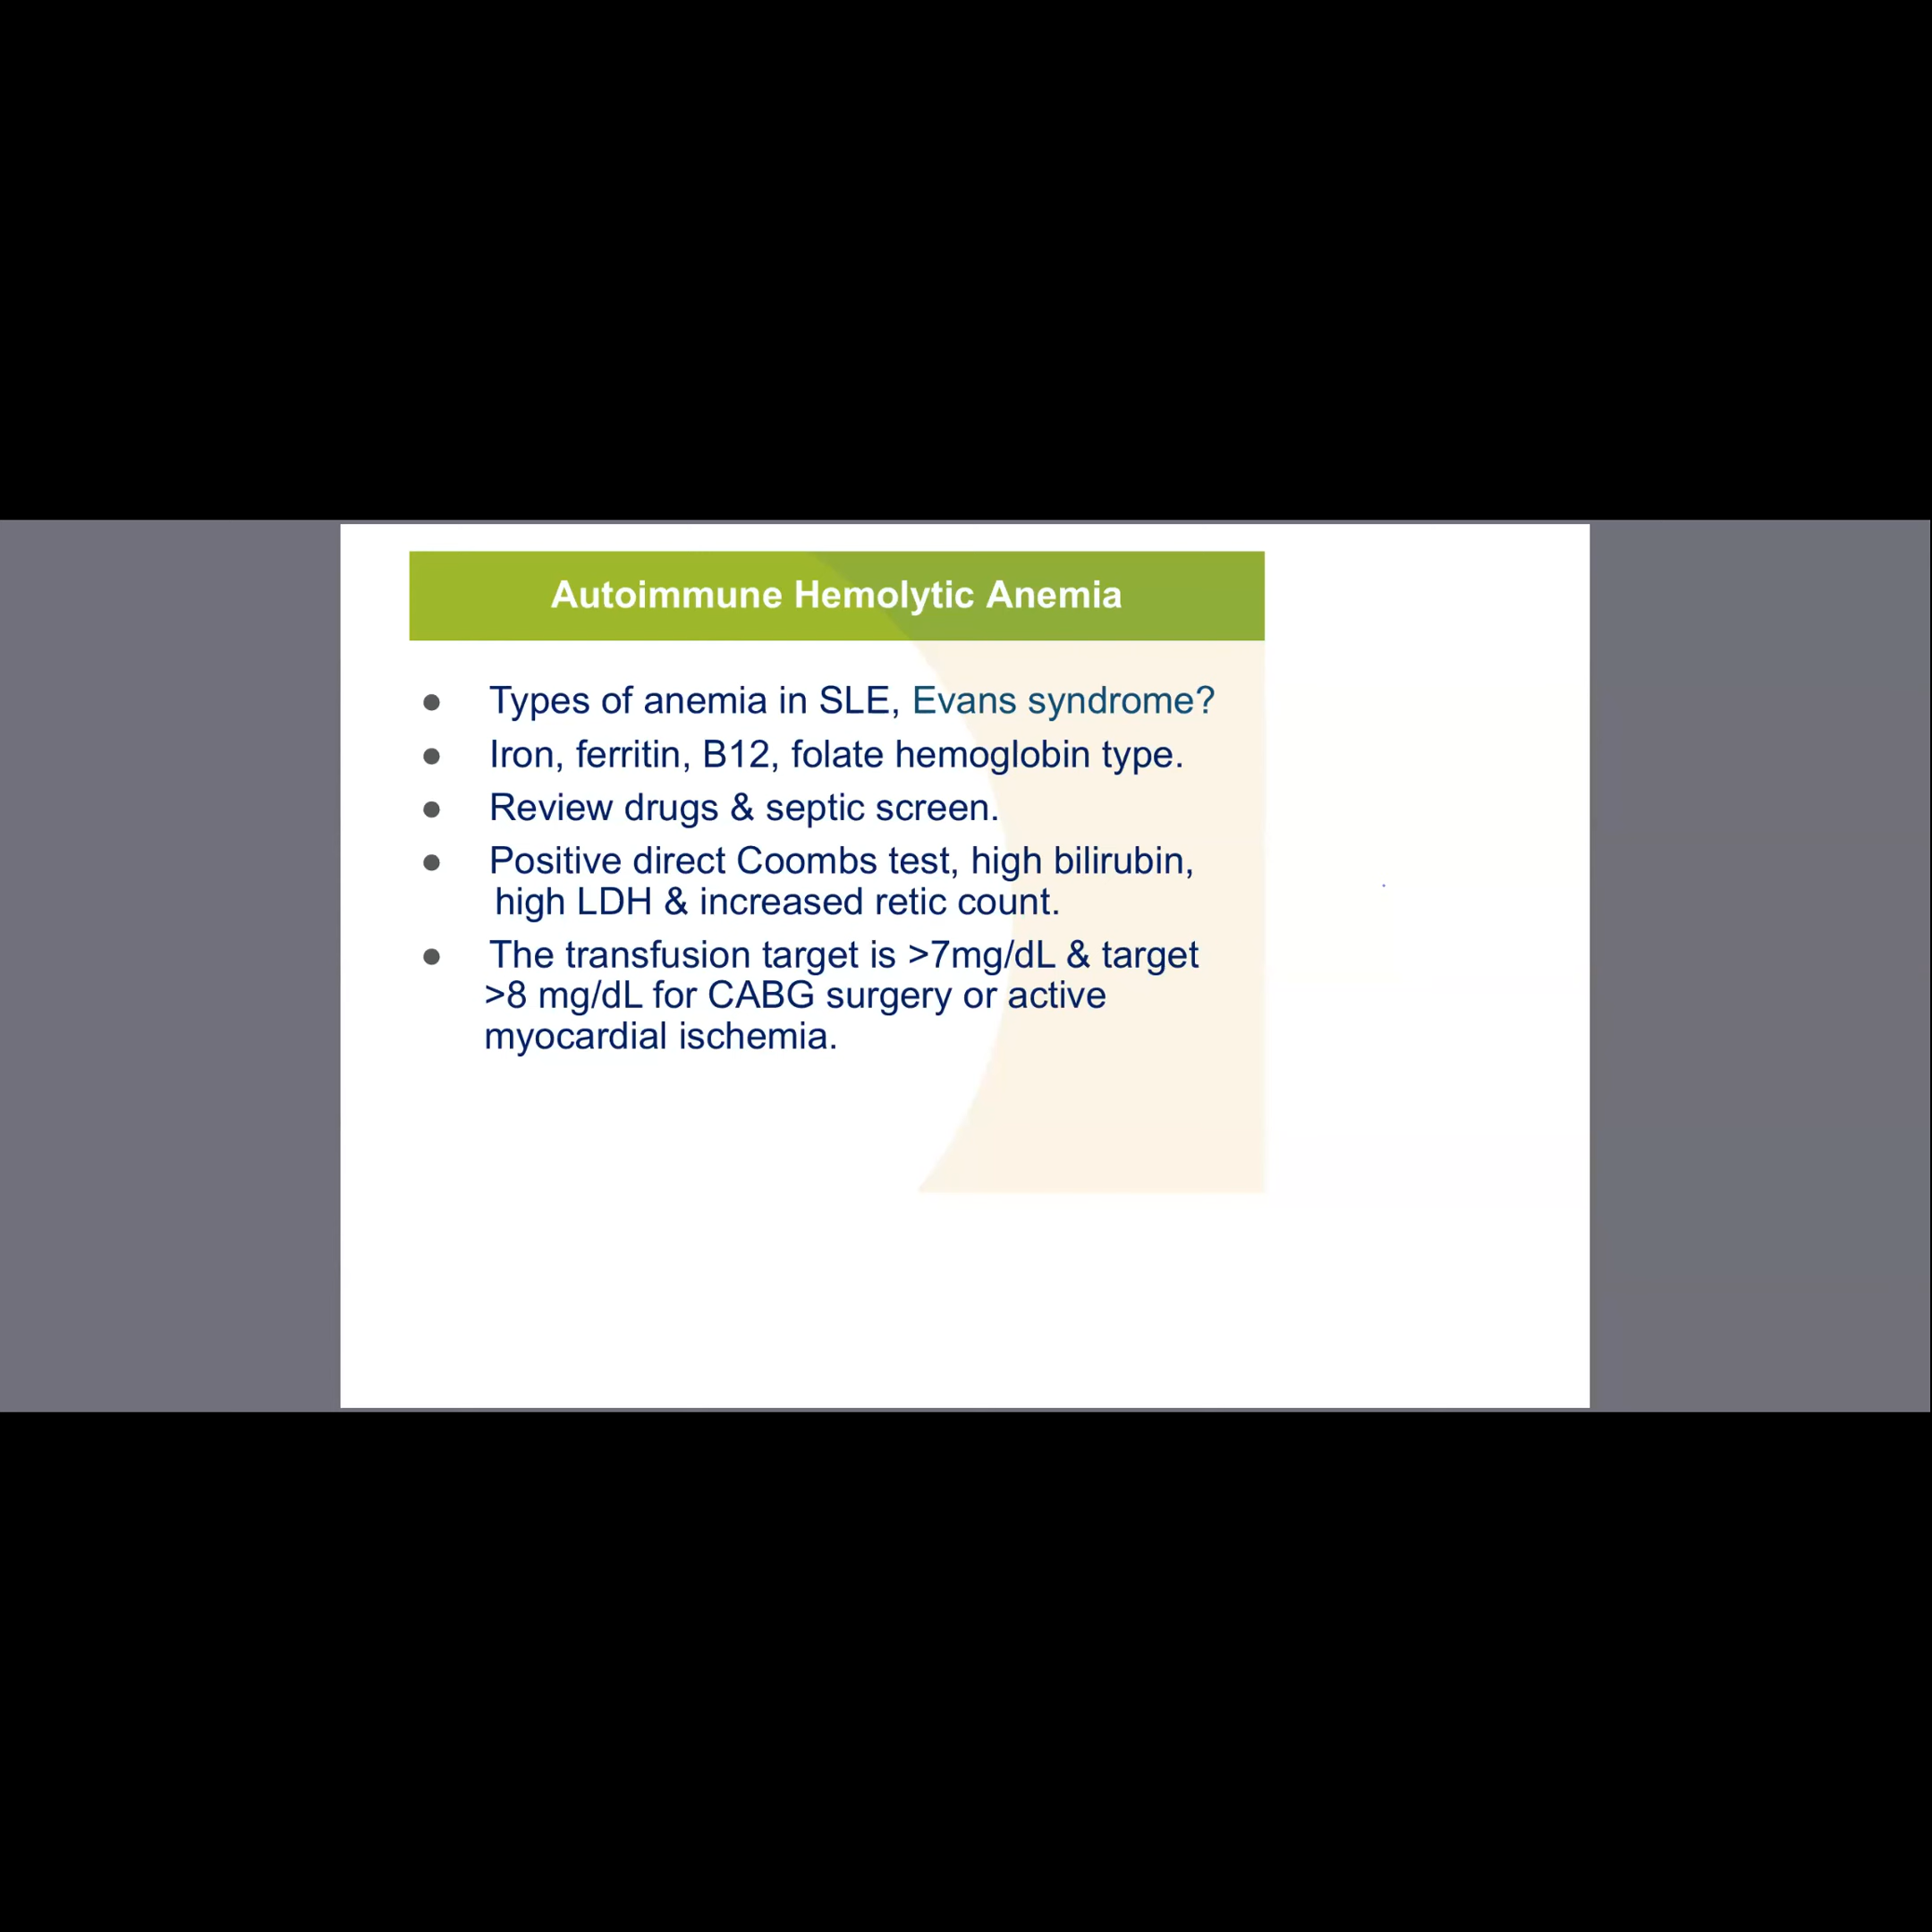 Autoimmune Hemolytic Anemia
Types of anemia in SLE, Evans syndrome?
Iron, ferritin, B12, folate hemoglobin type.
Review drugs & septic screen.
Positive direct Coombs test, high bilirubin,
high LDH & increased retic count.
The transfusion target is >7mg/dL & target
>8 mg/dL for CABG surgery or active
myocardial ischemia.